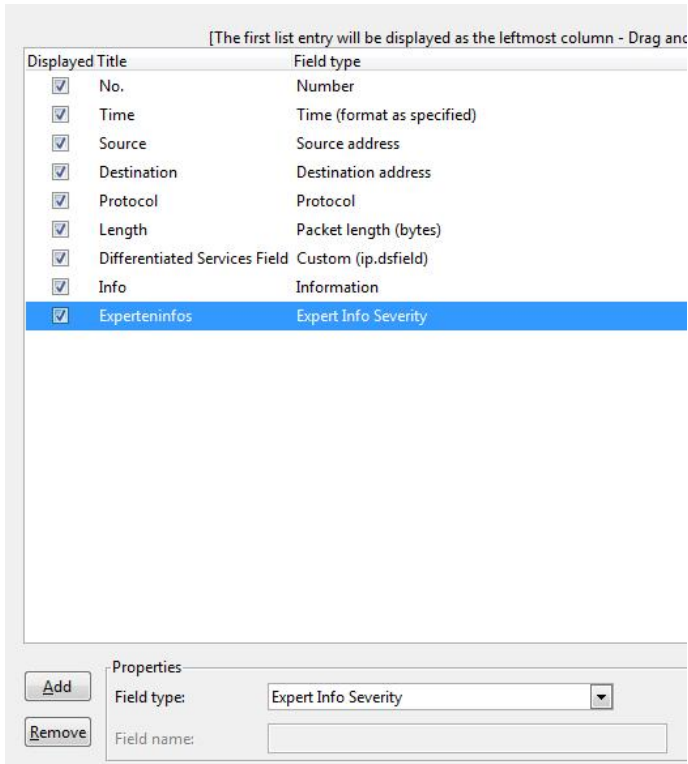 [The first list entry will be displayed as the leftmost column - Drag and
Displayed Title Field type
No. Number
Time Time (format as specified)
Source Source address
Destination Destination address
Protocol Protocol
Length Packet length (bytes)
Differentiated Services Field Custom (ip.dsfield)
Info Information
Experteninfos Expert Info Severity
Properties
Add
Field type: Expert Info Severity
Remove
Field name: